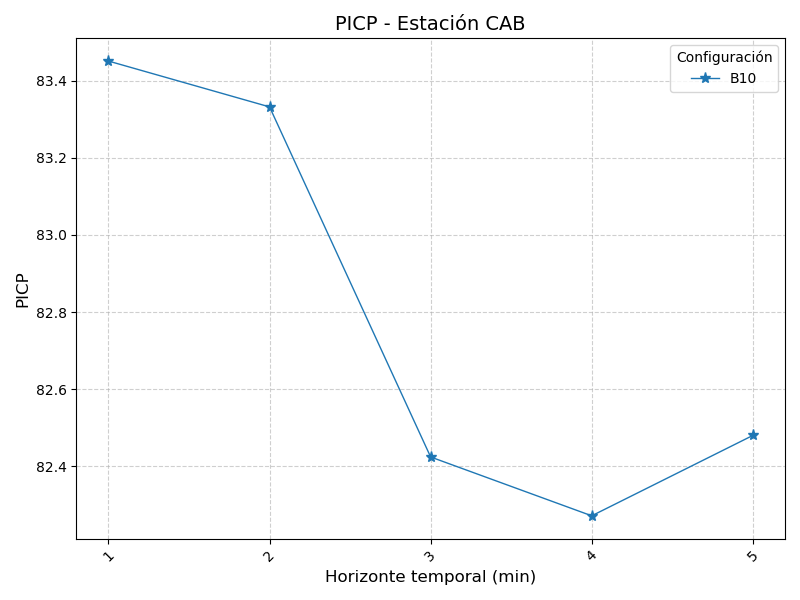 PICP - Estación CAB
Configuración
B10
83.4
83.2
83.0
82.8
82.6
82.4
PICP
1
2
3
4
5
Horizonte temporal (min)